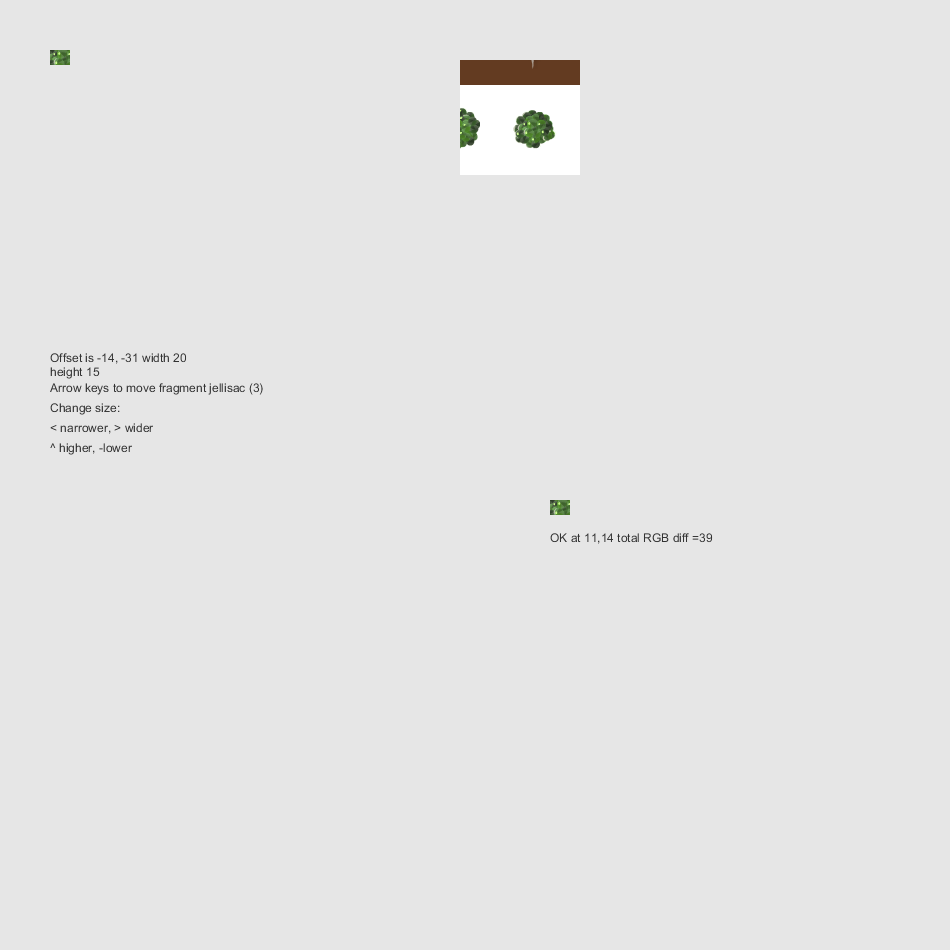 Offset is -14, -31 width 20
height 15
Arrow keys to move fragment jellisac (3)
Change size:
< narrower, > wider
^ higher, -lower
OK at 11,14 total RGB diff =39